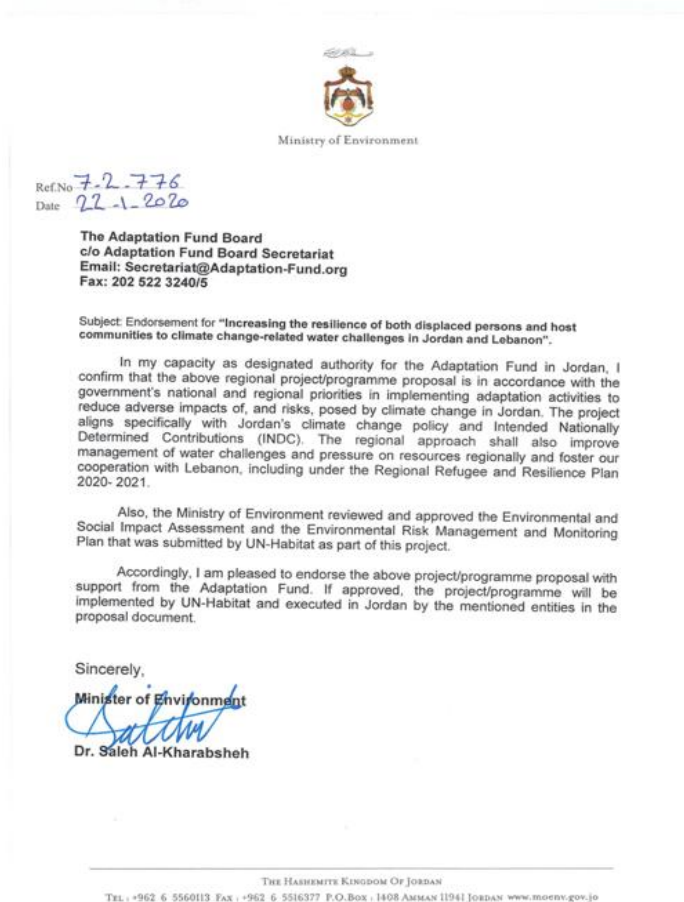 Ministry of Environment
Ref.No 7-2-776
Date 22-1-2020
The Adaptation Fund Board
c/o Adaptation Fund Board Secretariat
Email: Secretariat@Adaptation-Fund.org
Fax: 202 522 3240/5
Subject: Endorsement for "Increasing the resilience of both displaced persons and host
communities to climate change-related water challenges in Jordan and Lebanon".
In my capacity as designated authority for the Adaptation Fund in Jordan, I
confirm that the above regional project/programme proposal is in accordance with the
government's national and regional priorities in implementing adaptation activities to
reduce adverse impacts of, and risks, posed by climate change in Jordan. The project
aligns specifically with Jordan's climate change policy and Intended Nationally
Determined Contributions (INDC). The regional approach shall also improve
management of water challenges and pressure on resources regionally and foster our
cooperation with Lebanon, including under the Regional Refugee and Resilience Plan
2020- 2021.
Also, the Ministry of Environment reviewed and approved the Environmental and
Social Impact Assessment and the Environmental Risk Management and Monitoring
Plan that was submitted by UN-Habitat as part of this project.
Accordingly, I am pleased to endorse the above project/programme proposal with
support from the Adaptation Fund. If approved, the project/programme will be
implemented by UN-Habitat and executed in Jordan by the mentioned entities in the
proposal document.
Sincerely,
Minister of Environment
Dr. Saleh Al-Kharabsheh
THE HASHEMITE KINGDOM OF JORDAN
TEL : +962 6 5560113 FAX : +962 6 5516377 P.O.BOX : 1408 AMMAN 11941 JORDAN www.moenv.gov.jo